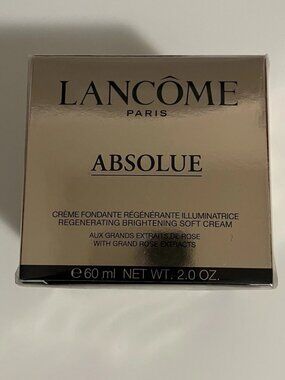 LANCÔME
PARIS
ABSOLUE
CRÈME FONDANTE RÉGÉNÉRANTE ILLUMINATRICE
REGENERATING BRIGHTENING SOFT CREAM
AUX GRANDS EXTRAITS DE ROSE
WITH GRAND ROSE EXTRACTS
℮ 60 ml NET WT. 2.0 OZ.